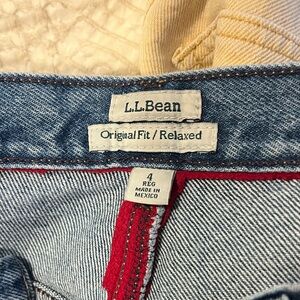 L.L.Bean
Original Fit / Relaxed
4
REG
MADE IN
MEXICO